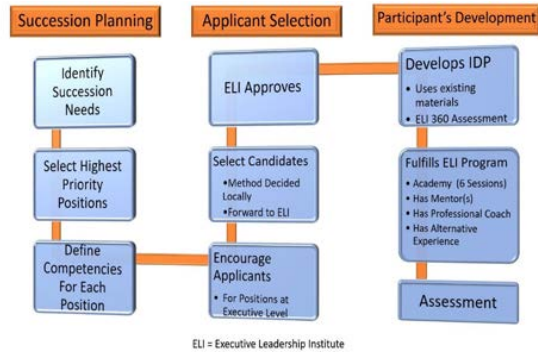 Succession Planning
Identify
Succession
Needs
Select Highest
Priority
Positions
Define
Competencies
For Each
Position
Applicant Selection
ELI Approves
Select Candidates
•Method Decided
Locally
•Forward to ELI
Encourage
Applicants
• For Positions at
Executive Level
Participant's Development
Develops IDP
• Uses existing
materials
• ELI 360 Assessment
Fulfills ELI Program
• Academy (6 Sessions)
• Has Mentor(s)
• Has Professional Coach
• Has Alternative
Experience
Assessment
ELI = Executive Leadership Institute